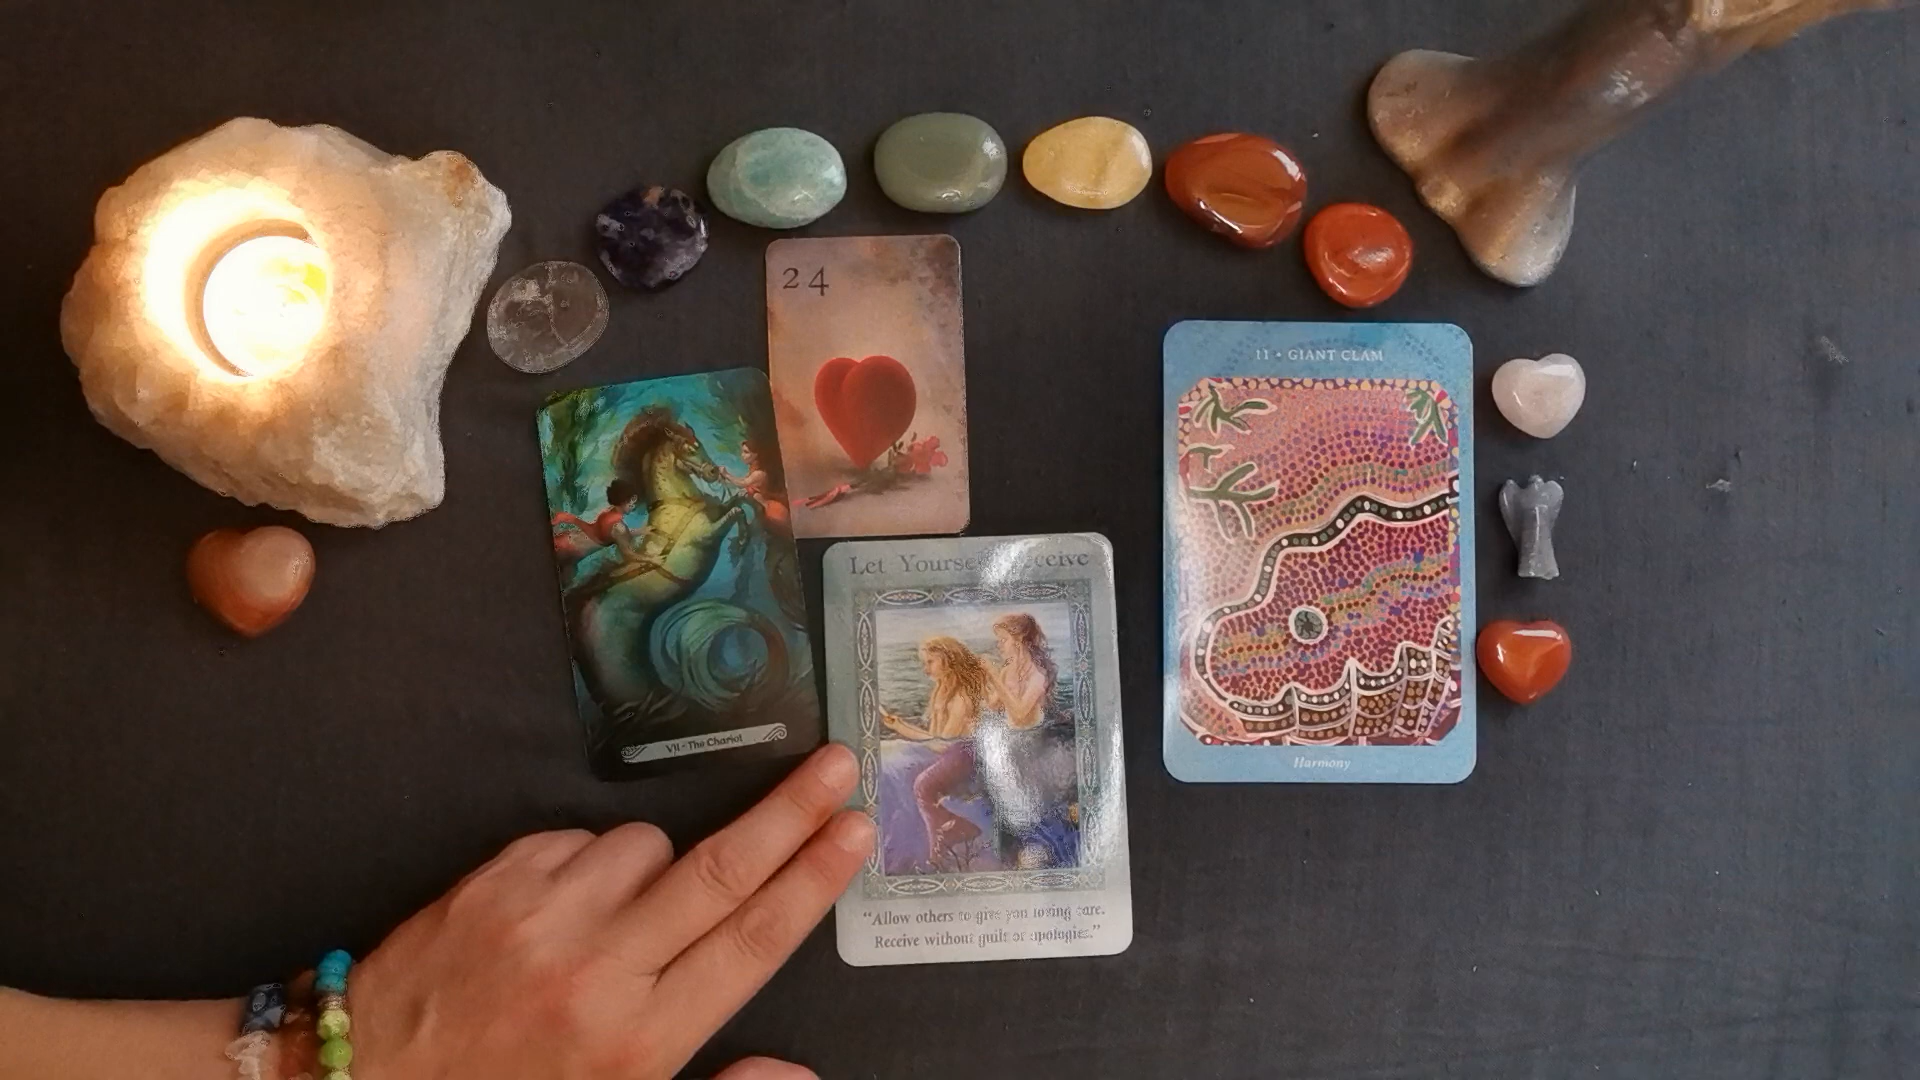 24
VII - The Chariot
Let Yourself Receive
"Allow others to give you loving care.
Receive without guilt or apologies."
11 • GIANT CLAM
Harmony